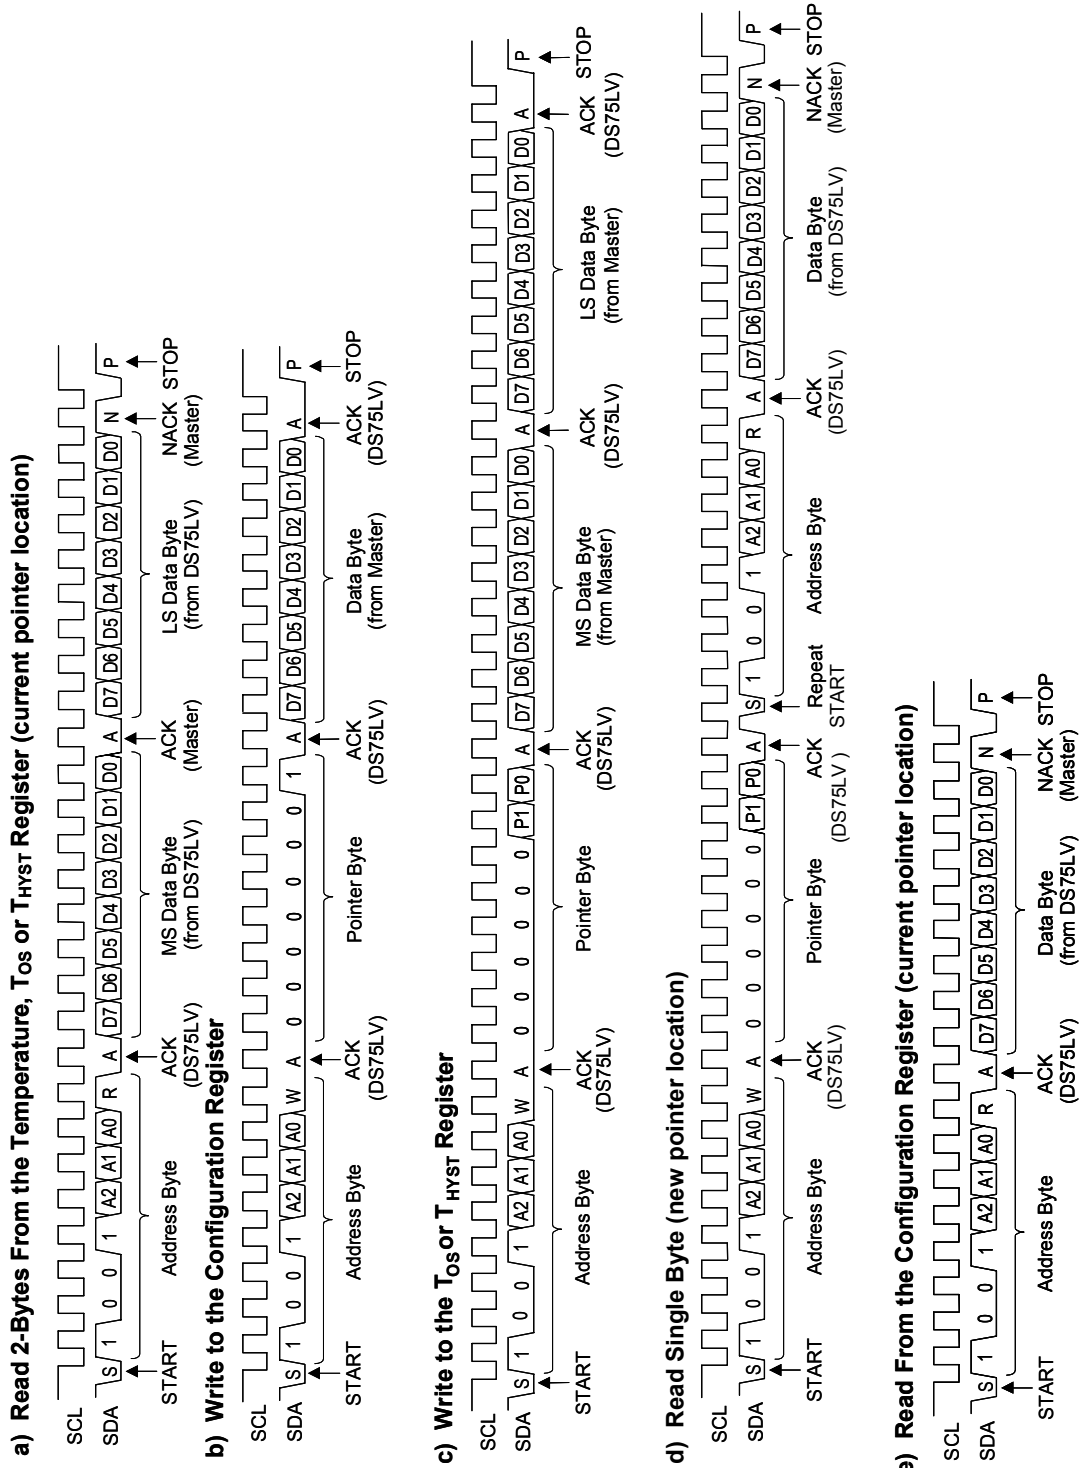 a) Read 2-Bytes From the Temperature, TOS or THYST Register (current pointer location)
SCL
SDA S 1 0 0 1 A2 A1 A0 R A D7 D6 D5 D4 D3 D2 D1 D0 A D7 D6 D5 D4 D3 D2 D1 D0 N P
START Address Byte ACK MS Data Byte ACK LS Data Byte NACK STOP
(DS75LV) (from DS75LV) (Master) (from DS75LV) (Master)
b) Write to the Configuration Register
SCL
SDA S 1 0 0 1 A2 A1 A0 W A 0 0 0 0 0 0 0 1 A D7 D6 D5 D4 D3 D2 D1 D0 A P
START Address Byte ACK Pointer Byte ACK Data Byte ACK STOP
(DS75LV) (DS75LV) (from Master) (DS75LV)
c) Write to the TOS or THYST Register
SCL
SDA S 1 0 0 1 A2 A1 A0 W A 0 0 0 0 0 0 P1 P0 A D7 D6 D5 D4 D3 D2 D1 D0 A D7 D6 D5 D4 D3 D2 D1 D0 A P
START Address Byte ACK Pointer Byte ACK MS Data Byte ACK LS Data Byte ACK STOP
(DS75LV) (DS75LV) (from Master) (DS75LV) (from Master) (DS75LV)
d) Read Single Byte (new pointer location)
SCL
SDA S 1 0 0 1 A2 A1 A0 W A 0 0 0 0 0 0 P1 P0 A S 1 0 0 1 A2 A1 A0 R A D7 D6 D5 D4 D3 D2 D1 D0 N P
START Address Byte ACK Pointer Byte ACK Repeat Address Byte ACK Data Byte NACK STOP
(DS75LV) (DS75LV ) START (DS75LV) (from DS75LV) (Master)
e) Read From the Configuration Register (current pointer location)
SCL
SDA S 1 0 0 1 A2 A1 A0 R A D7 D6 D5 D4 D3 D2 D1 D0 N P
START Address Byte ACK Data Byte NACK STOP
(DS75LV) (from DS75LV) (Master)